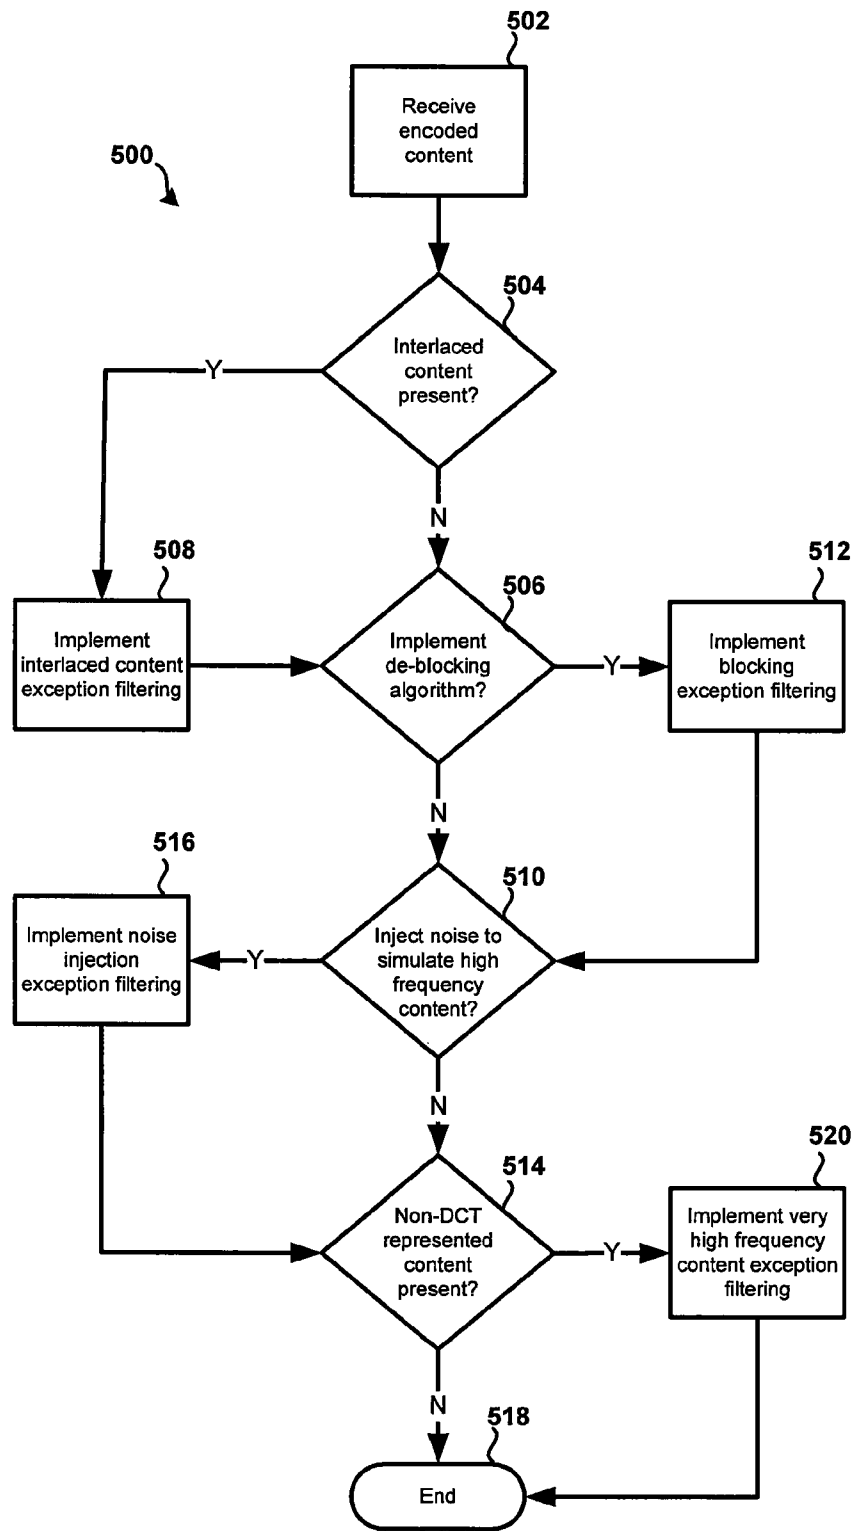 502
Receive
encoded
content
500
504
Interlaced
content
present?
Y
N
508
Implement
interlaced content
exception filtering
506
Implement
de-blocking
algorithm?
Y
512
Implement
blocking
exception filtering
N
516
Implement noise
injection
exception filtering
510
Inject noise to
simulate high
frequency
content?
Y
N
514
Non-DCT
represented
content
present?
Y
520
Implement very
high frequency
content exception
filtering
N
518
End